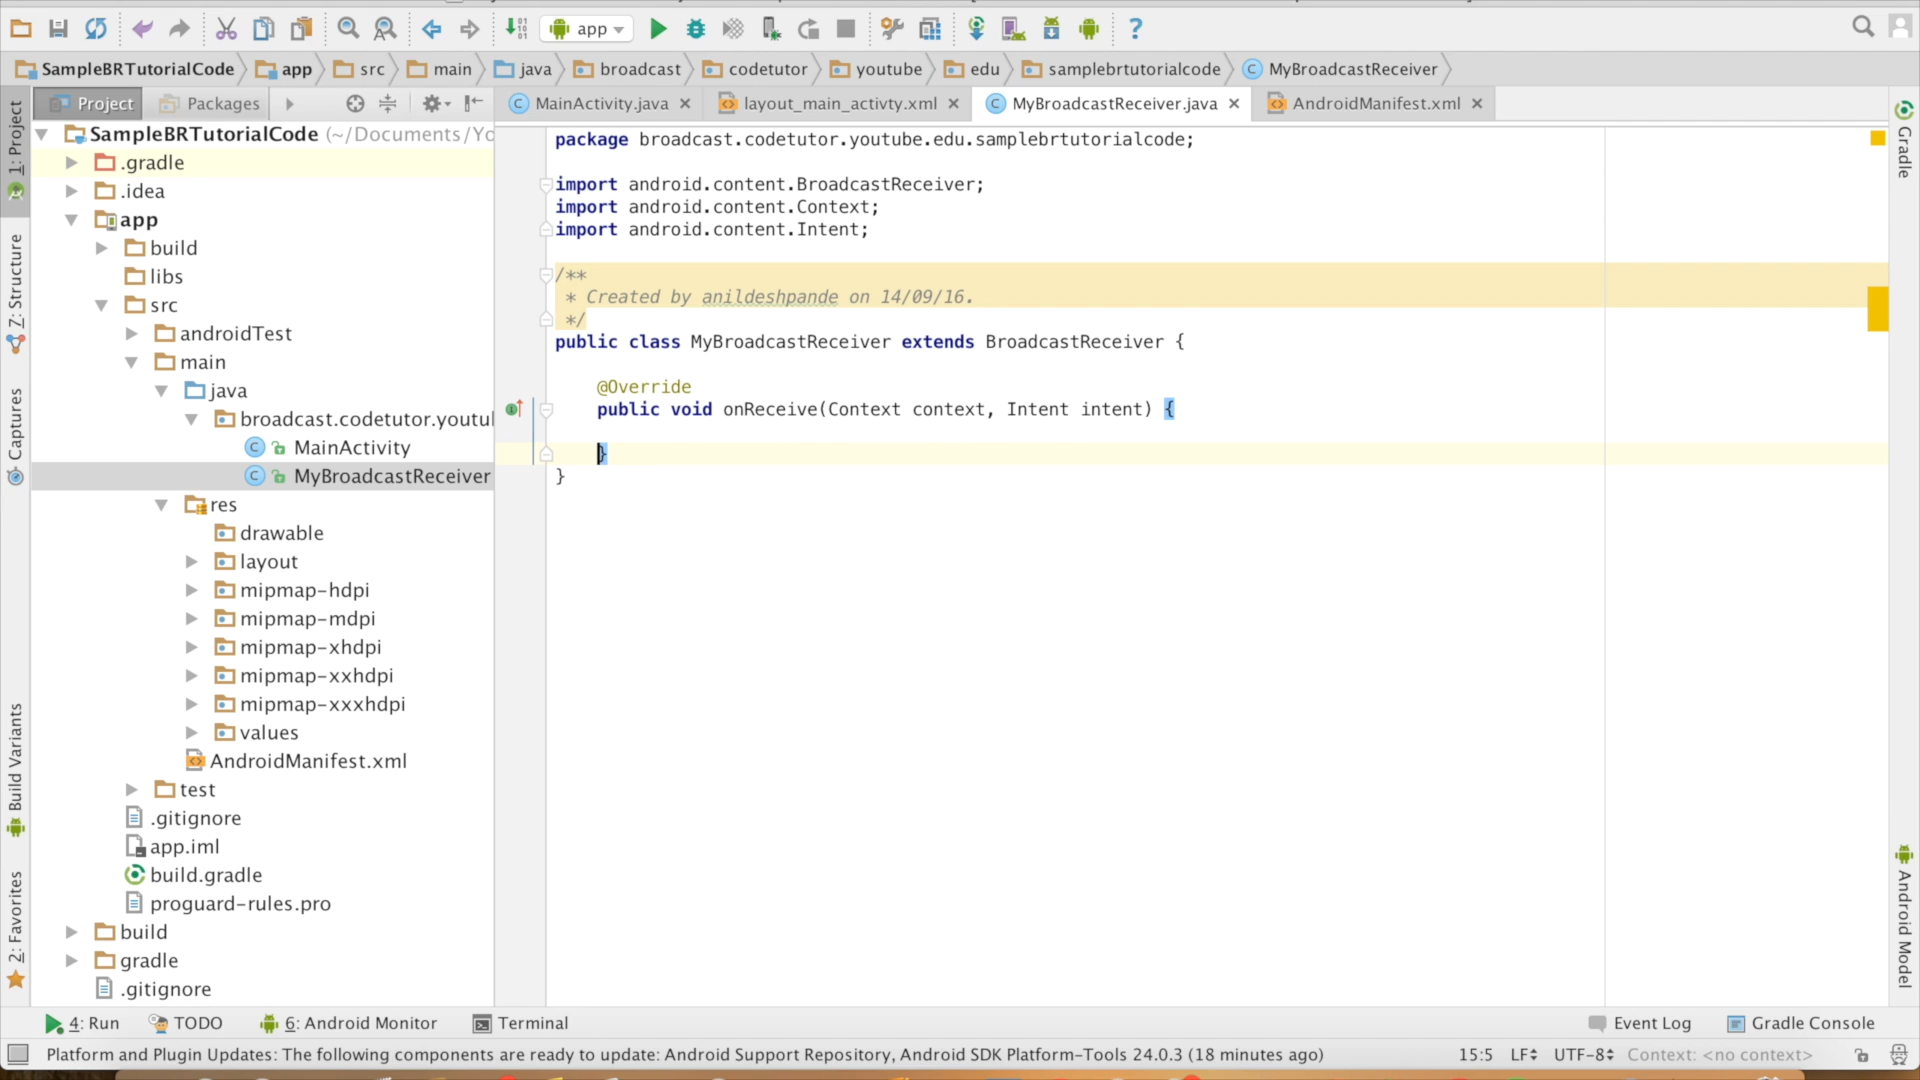 app
SampleBRTutorialCode app src main java broadcast codetutor youtube edu samplebrtutorialcode MyBroadcastReceiver
Project Packages
MainActivity.java layout_main_activty.xml MyBroadcastReceiver.java AndroidManifest.xml
1: Project
Z: Structure
Captures
Build Variants
2: Favorites
SampleBRTutorialCode (~/Documents/Yo
.gradle
.idea
app
build
libs
src
androidTest
main
java
broadcast.codetutor.youtu
MainActivity
MyBroadcastReceiver
res
drawable
layout
mipmap-hdpi
mipmap-mdpi
mipmap-xhdpi
mipmap-xxhdpi
mipmap-xxxhdpi
values
AndroidManifest.xml
test
.gitignore
app.iml
build.gradle
proguard-rules.pro
build
gradle
.gitignore
package broadcast.codetutor.youtube.edu.samplebrtutorialcode;
import android.content.BroadcastReceiver;
import android.content.Context;
import android.content.Intent;
/**
* Created by anildeshpande on 14/09/16.
*/
public class MyBroadcastReceiver extends BroadcastReceiver {
@Override
public void onReceive(Context context, Intent intent) {
}
}
Gradle
Android Model
4: Run TODO 6: Android Monitor Terminal Event Log Gradle Console
Platform and Plugin Updates: The following components are ready to update: Android Support Repository, Android SDK Platform-Tools 24.0.3 (18 minutes ago) 15:5 LF UTF-8 Context: <no context>